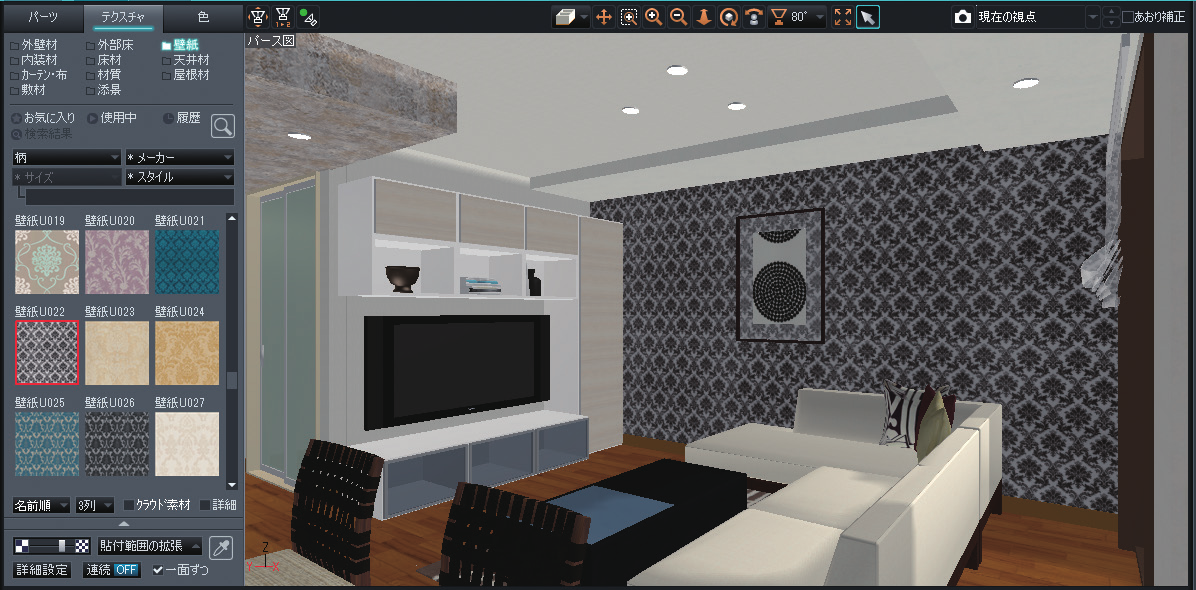 パーツ テクスチャ 色
1▸2
80°
現在の視点
あおり補正
パース図
外壁材 外部床 壁紙
内装材 床材 天井材
カーテン・布 材質 屋根材
敷材 添景
お気に入り 使用中 履歴
検索結果
柄 * メーカー
* サイズ * スタイル
壁紙U019 壁紙U020 壁紙U021
壁紙U022 壁紙U023 壁紙U024
壁紙U025 壁紙U026 壁紙U027
名前順 3列 クラウド素材 詳細
貼付範囲の拡張
詳細設定 連続 OFF 一面ずつ
Z
Y X